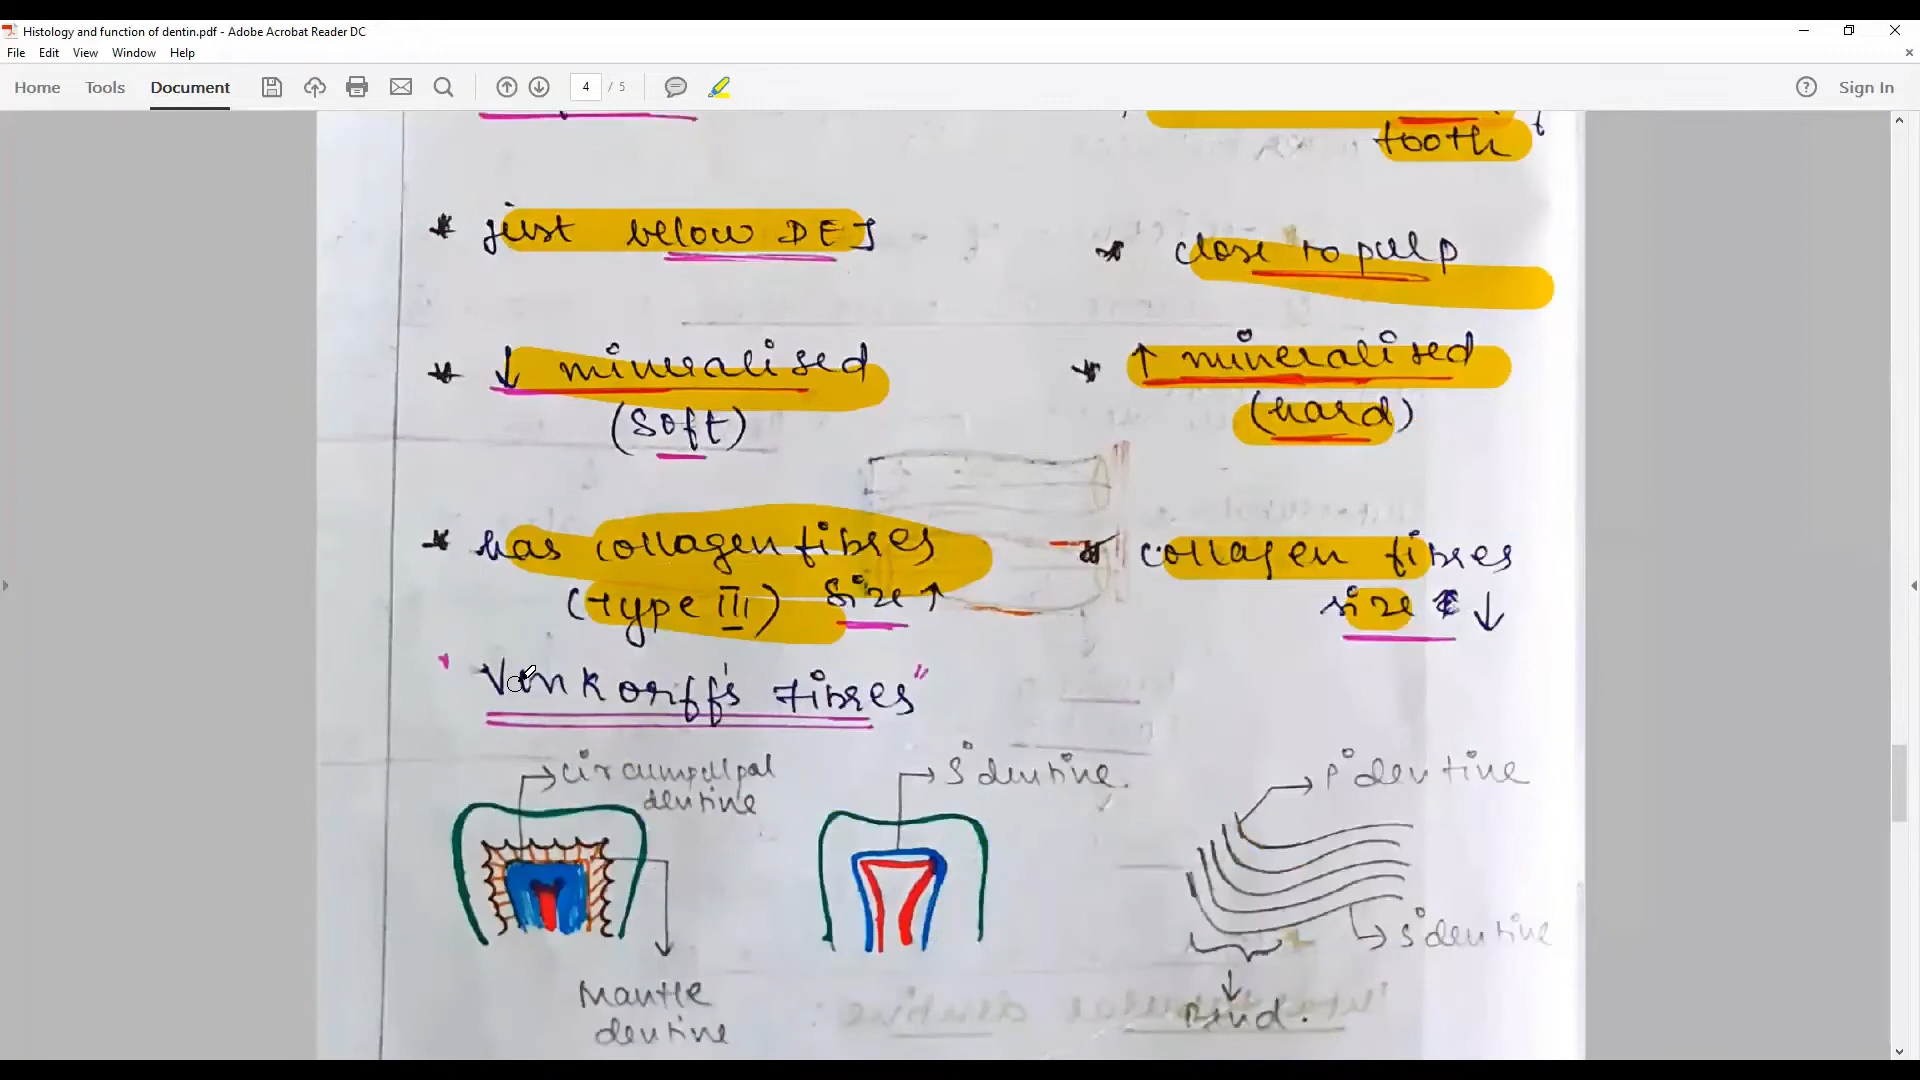 Histology and function of dentin.pdf - Adobe Acrobat Reader DC
File Edit View Window Help
Home Tools Document 4 / 5 Sign In
tooth
* just below DEJ
* close to pulp
* ↓ mineralised
(soft)
* ↑ mineralised
(hard)
* has collagen fibres
(type III) size ↑
* collagen fibres
size ↓
" Vankorff's fibres"
→ circumpulpal
dentine
→ S° dentine.
→ P° dentine
→ S° dentine
Mantle
dentine
Bend.